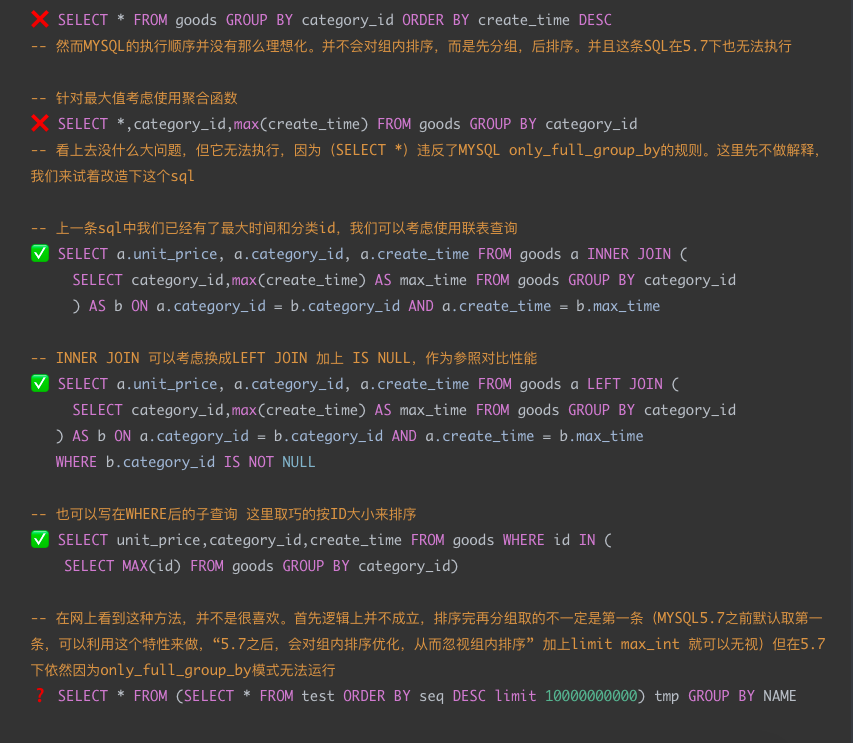 ❌ SELECT * FROM goods GROUP BY category_id ORDER BY create_time DESC
-- 然而MYSQL的执行顺序并没有那么理想化。并不会对组内排序，而是先分组，后排序。并且这条SQL在5.7下也无法执行
-- 针对最大值考虑使用聚合函数
❌ SELECT *,category_id,max(create_time) FROM goods GROUP BY category_id
-- 看上去没什么大问题，但它无法执行，因为（SELECT *）违反了MYSQL only_full_group_by的规则。这里先不做解释，
我们来试着改造下这个sql
-- 上一条sql中我们已经有了最大时间和分类id，我们可以考虑使用联表查询
✅ SELECT a.unit_price, a.category_id, a.create_time FROM goods a INNER JOIN (
SELECT category_id,max(create_time) AS max_time FROM goods GROUP BY category_id
) AS b ON a.category_id = b.category_id AND a.create_time = b.max_time
-- INNER JOIN 可以考虑换成LEFT JOIN 加上 IS NULL，作为参照对比性能
✅ SELECT a.unit_price, a.category_id, a.create_time FROM goods a LEFT JOIN (
SELECT category_id,max(create_time) AS max_time FROM goods GROUP BY category_id
) AS b ON a.category_id = b.category_id AND a.create_time = b.max_time
WHERE b.category_id IS NOT NULL
-- 也可以写在WHERE后的子查询 这里取巧的按ID大小来排序
✅ SELECT unit_price,category_id,create_time FROM goods WHERE id IN (
SELECT MAX(id) FROM goods GROUP BY category_id)
-- 在网上看到这种方法，并不是很喜欢。首先逻辑上并不成立，排序完再分组取的不一定是第一条（MYSQL5.7之前默认取第一
条，可以利用这个特性来做，“5.7之后，会对组内排序优化，从而忽视组内排序” 加上limit max_int 就可以无视）但在5.7
下依然因为only_full_group_by模式无法运行
❓ SELECT * FROM (SELECT * FROM test ORDER BY seq DESC limit 10000000000) tmp GROUP BY NAME